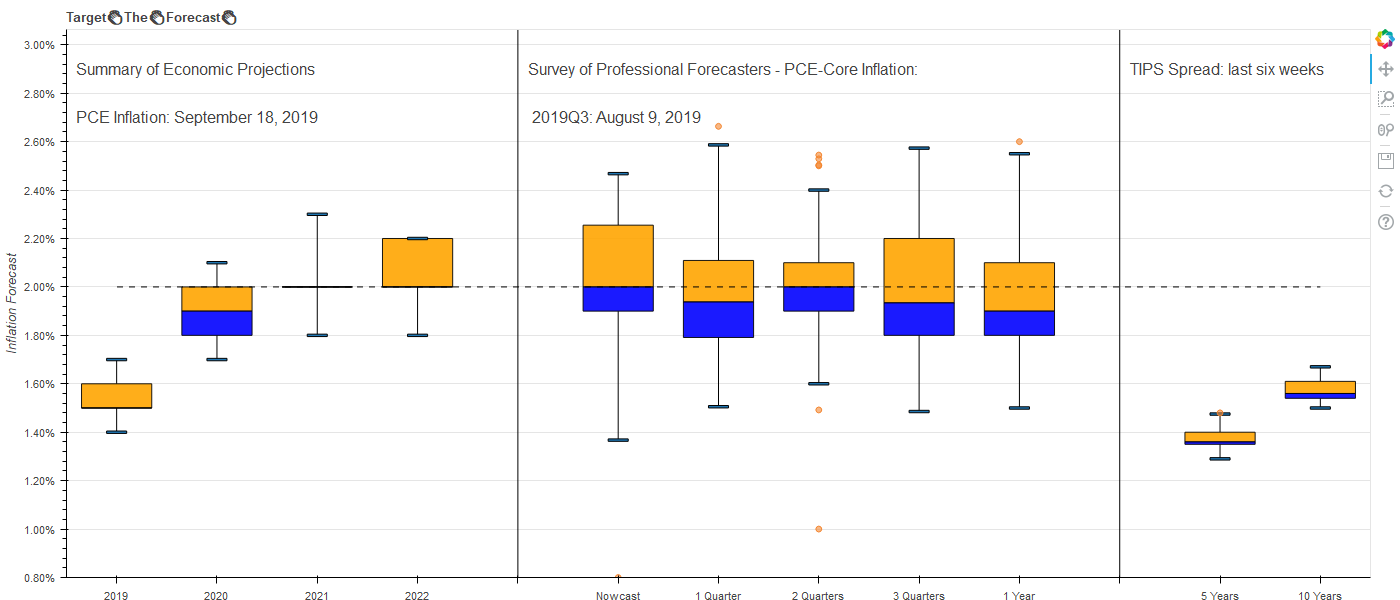 Target👏The👏Forecast👏
Summary of Economic Projections
PCE Inflation: September 18, 2019
Survey of Professional Forecasters - PCE-Core Inflation:
2019Q3: August 9, 2019
TIPS Spread: last six weeks
Inflation Forecast
3.00%
2.80%
2.60%
2.40%
2.20%
2.00%
1.80%
1.60%
1.40%
1.20%
1.00%
0.80%
2019 2020 2021 2022 Nowcast 1 Quarter 2 Quarters 3 Quarters 1 Year 5 Years 10 Years